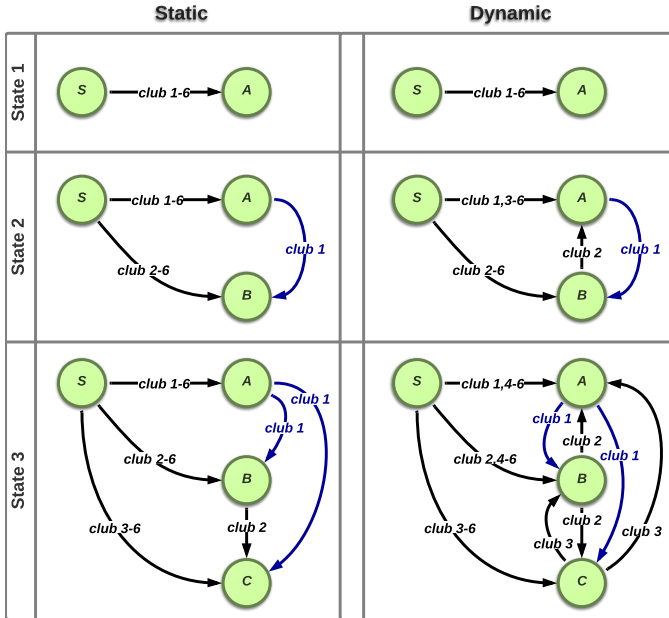 Static Dynamic
State 1
S club 1-6 A
S club 1-6 A
State 2
S club 1-6 A
club 1
club 2-6
B
S club 1,3-6 A
club 1
club 2
club 2-6
B
State 3
S club 1-6 A
club 1
club 1
club 2-6
B
club 2
club 3-6
C
S club 1,4-6 A
club 1
club 2
club 1
club 2,4-6
B
club 2
club 3-6
club 3
club 3
C